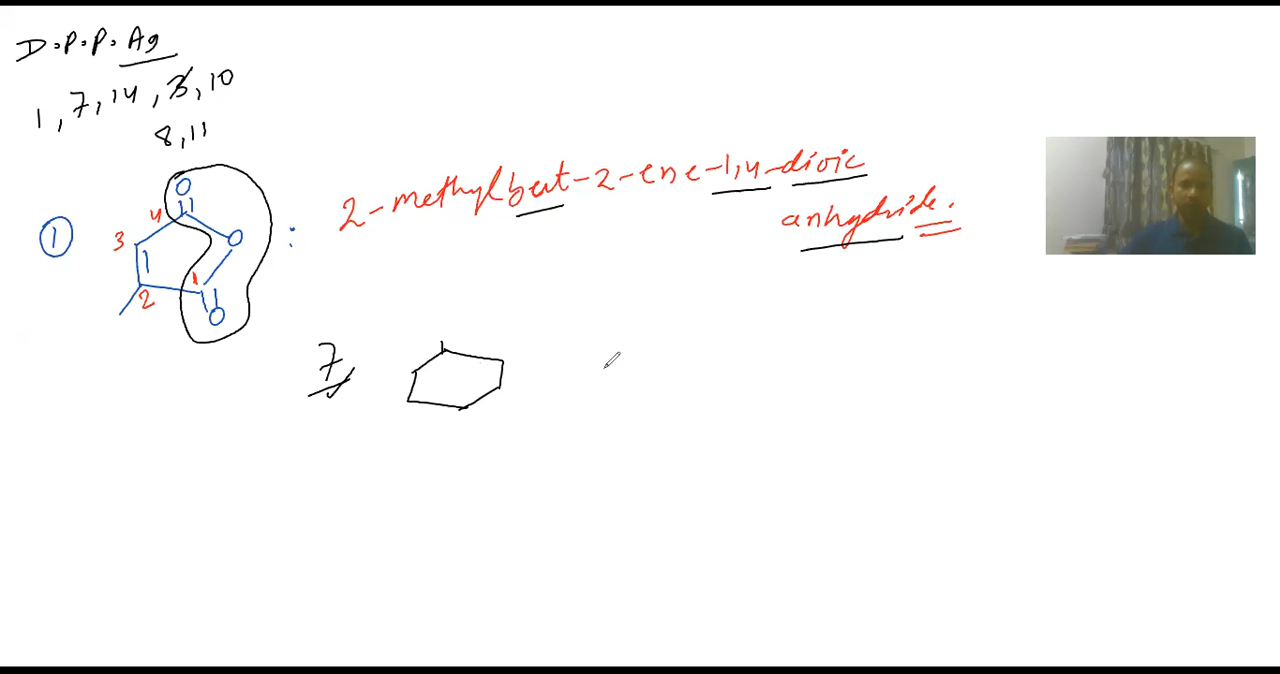 D.P.P. Ag
1, 7, 14, 3, 10
8, 11
1 : 2-methylbut-2-ene-1,4-dioic
anhydride.
O
4
3
O
1
2
O
7